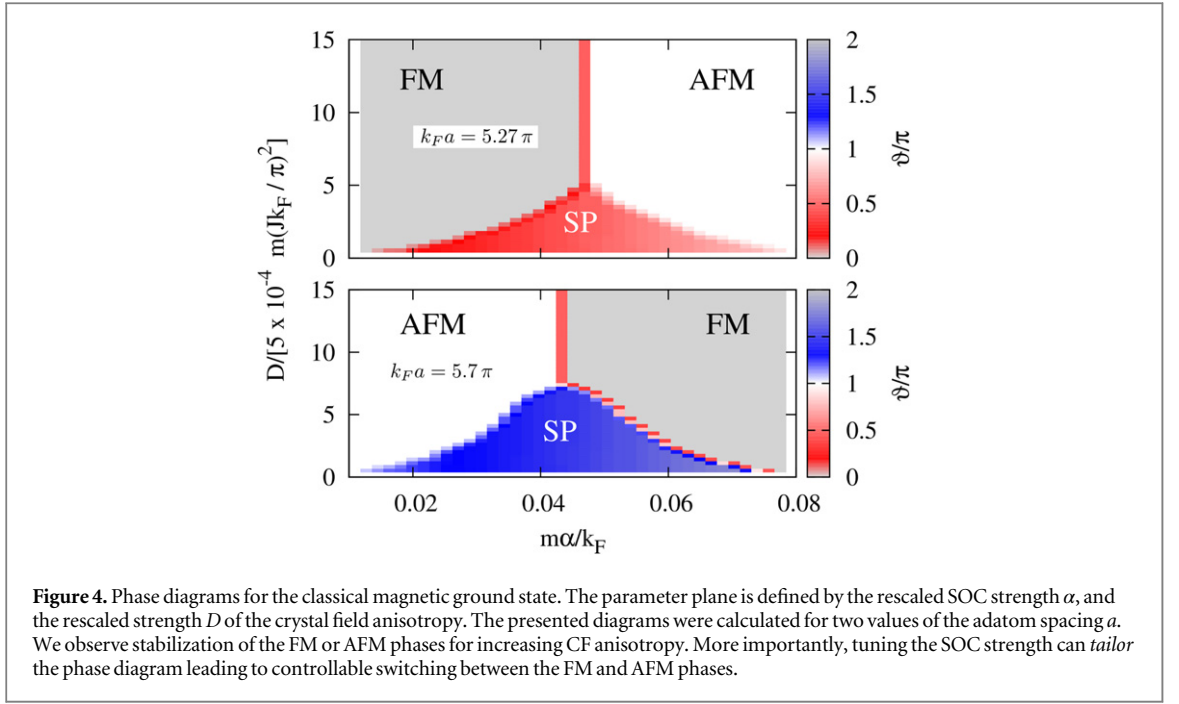 15
10
5
0
FM
AFM
k_F a = 5.27 π
SP
2
1.5
1
0.5
0
ϑ/π
D/[5 x 10⁻⁴ m(Jk_F / π)²]
15
10
5
0
AFM
FM
k_F a = 5.7 π
SP
2
1.5
1
0.5
0
ϑ/π
0.02 0.04 0.06 0.08
mα/k_F
Figure 4. Phase diagrams for the classical magnetic ground state. The parameter plane is defined by the rescaled SOC strength α, and
the rescaled strength D of the crystal field anisotropy. The presented diagrams were calculated for two values of the adatom spacing a.
We observe stabilization of the FM or AFM phases for increasing CF anisotropy. More importantly, tuning the SOC strength can tailor
the phase diagram leading to controllable switching between the FM and AFM phases.